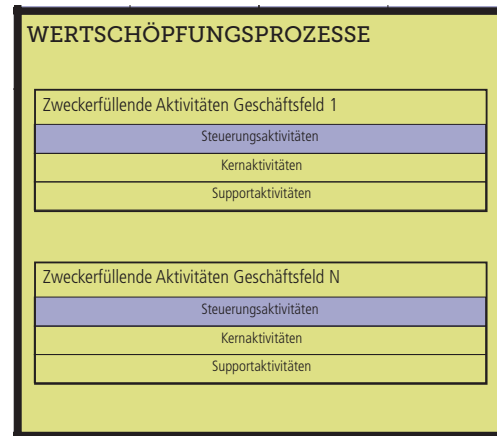 WERTSCHÖPFUNGSPROZESSE
Zweckerfüllende Aktivitäten Geschäftsfeld 1
Steuerungsaktivitäten
Kernaktivitäten
Supportaktivitäten
Zweckerfüllende Aktivitäten Geschäftsfeld N
Steuerungsaktivitäten
Kernaktivitäten
Supportaktivitäten